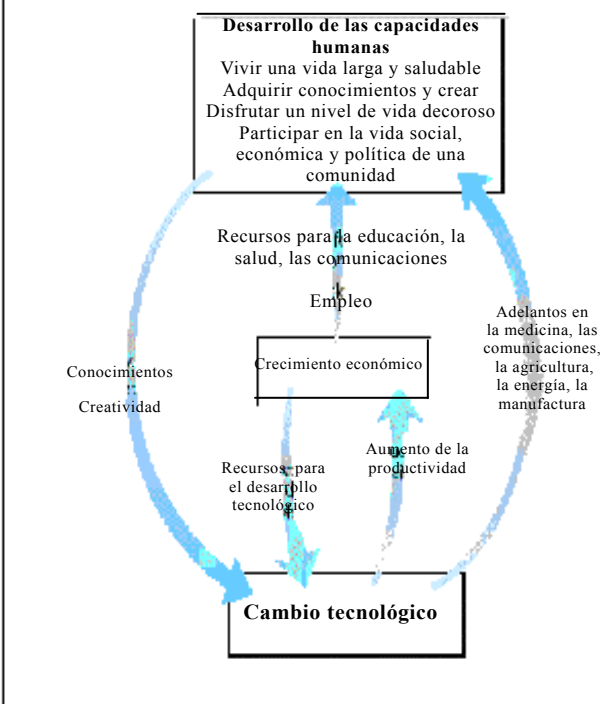 Desarrollo de las capacidades
humanas
Vivir una vida larga y saludable
Adquirir conocimientos y crear
Disfrutar un nivel de vida decoroso
Participar en la vida social,
económica y política de una
comunidad
Recursos para la educación, la
salud, las comunicaciones
Empleo
Adelantos en
la medicina, las
comunicaciones,
la agricultura,
la energía, la
manufactura
Conocimientos
Creatividad
Crecimiento económico
Recursos para
el desarrollo
tecnológico
Aumento de la
productividad
Cambio tecnológico